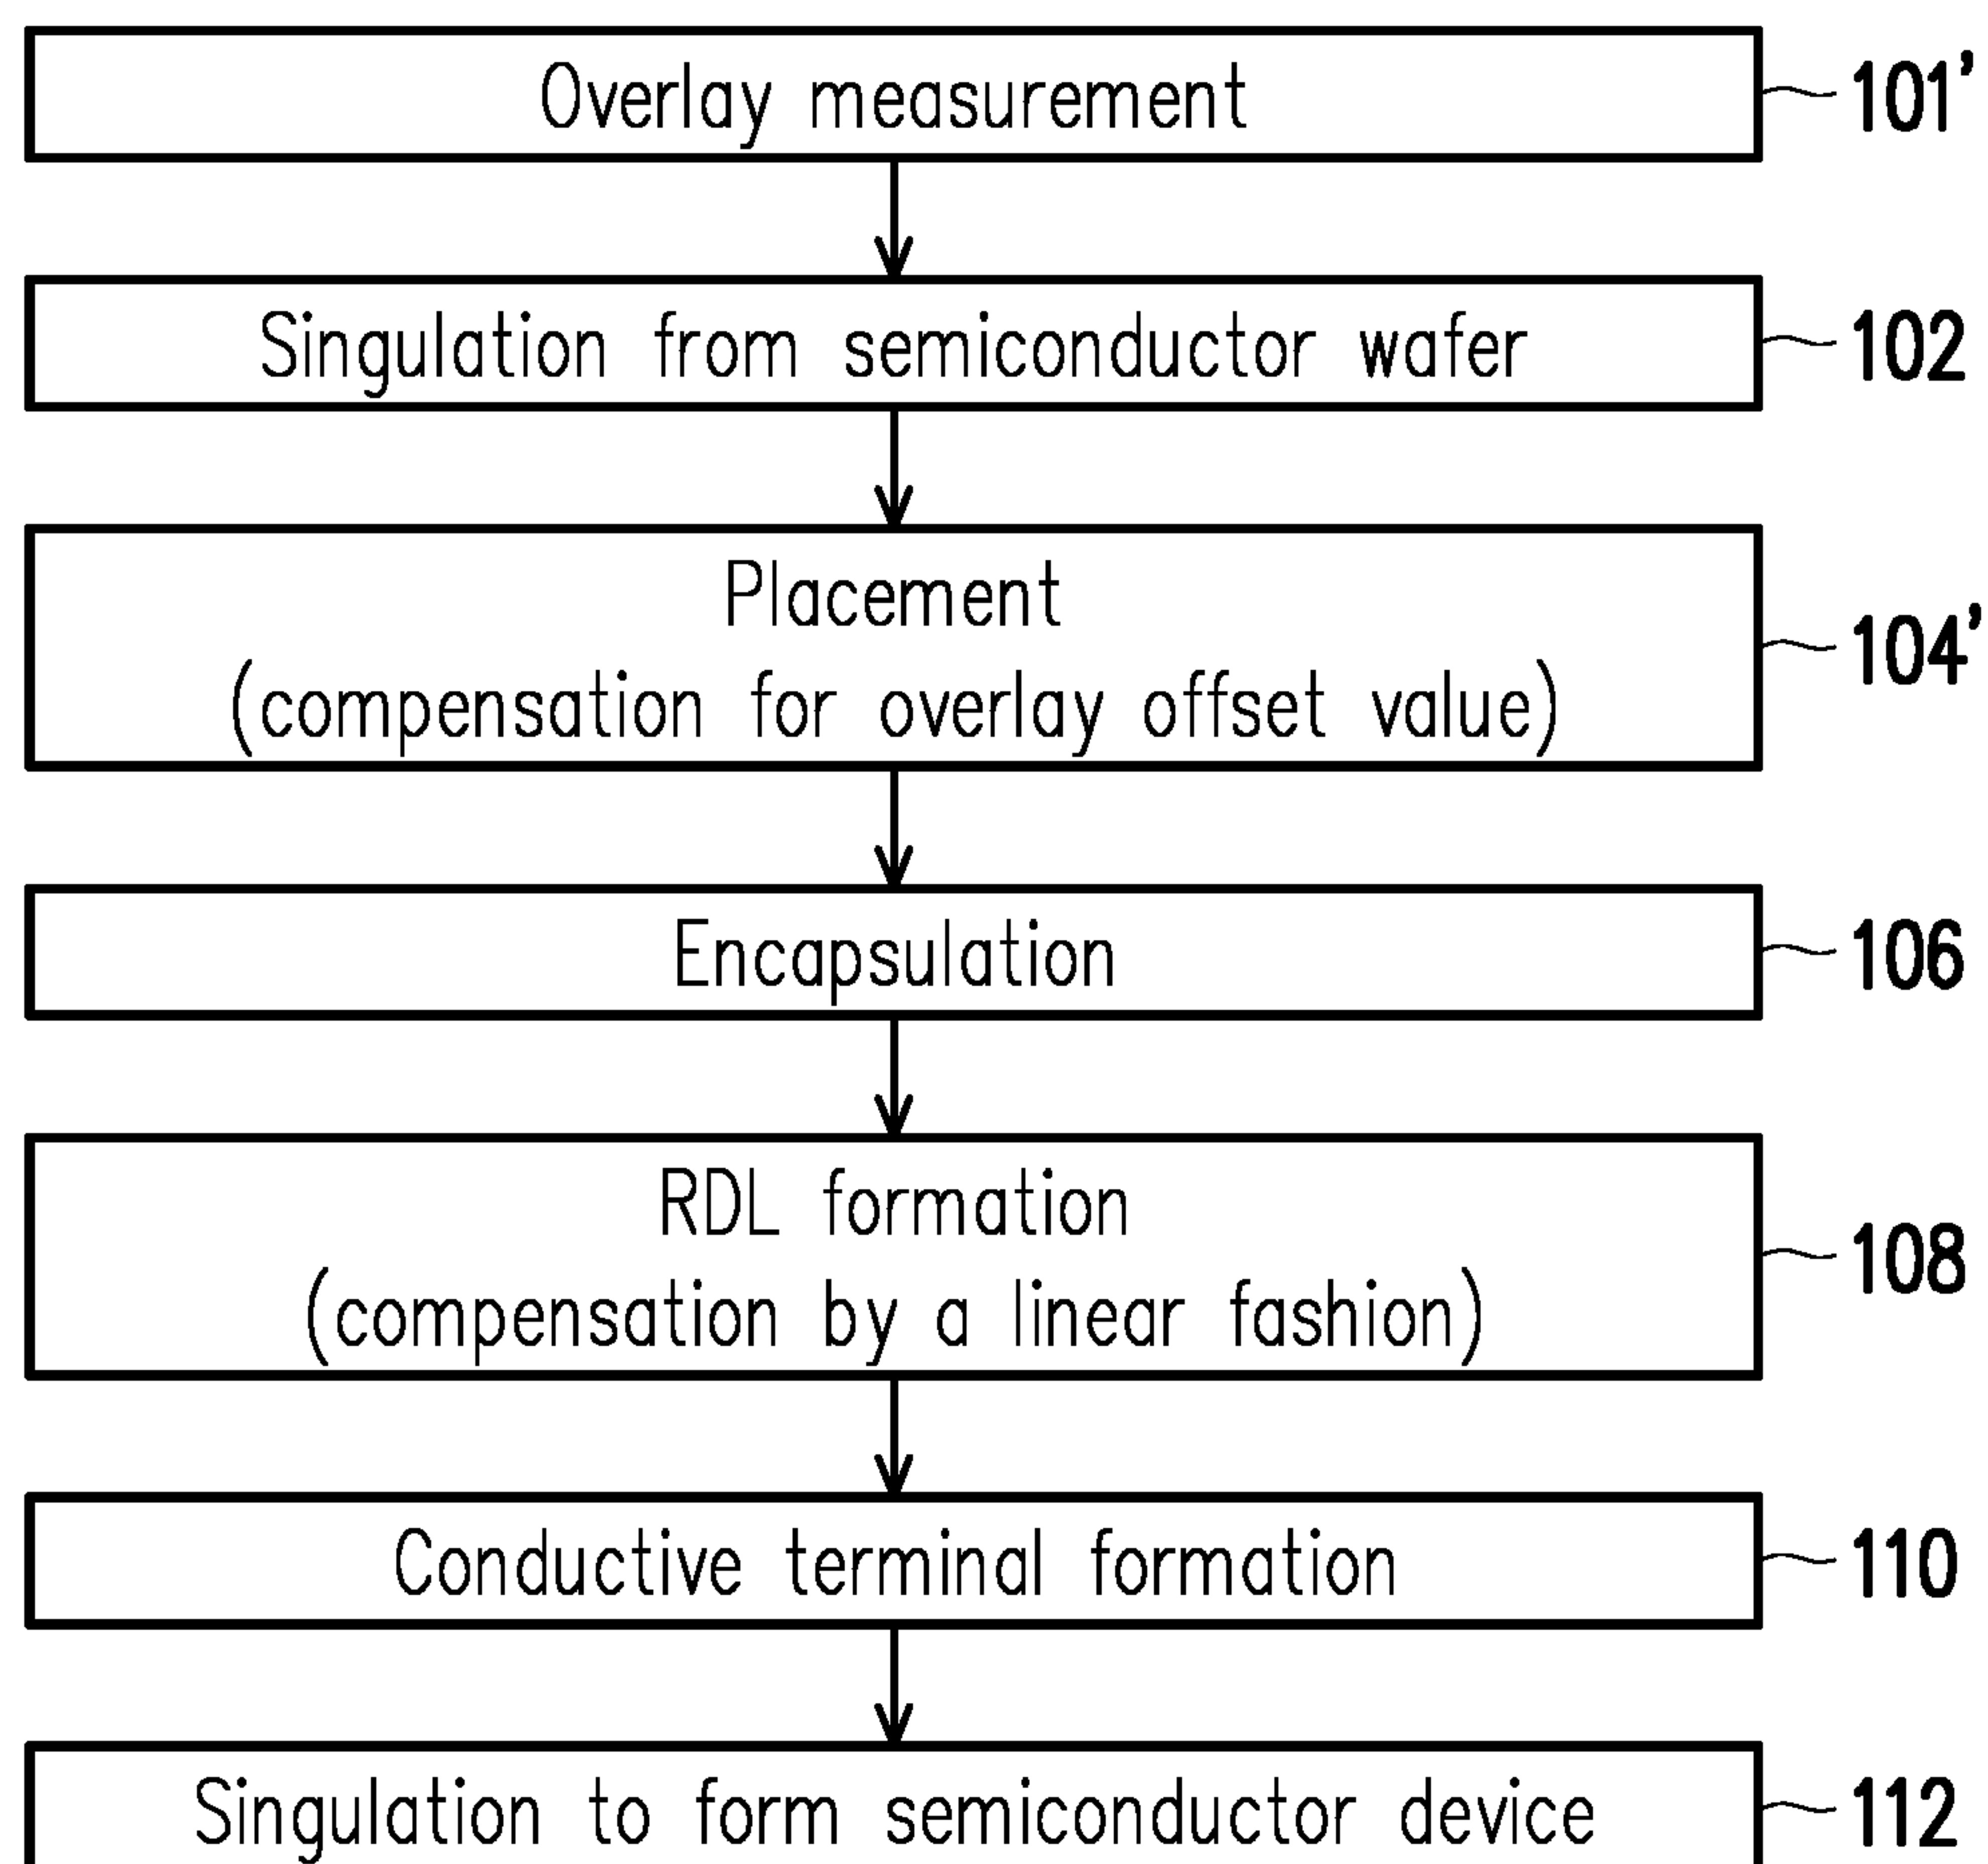 Overlay measurement
101'
Singulation from semiconductor wafer
102
Placement
(compensation for overlay offset value)
104'
Encapsulation
106
RDL formation
(compensation by a linear fashion)
108
Conductive terminal formation
110
Singulation to form semiconductor device
112